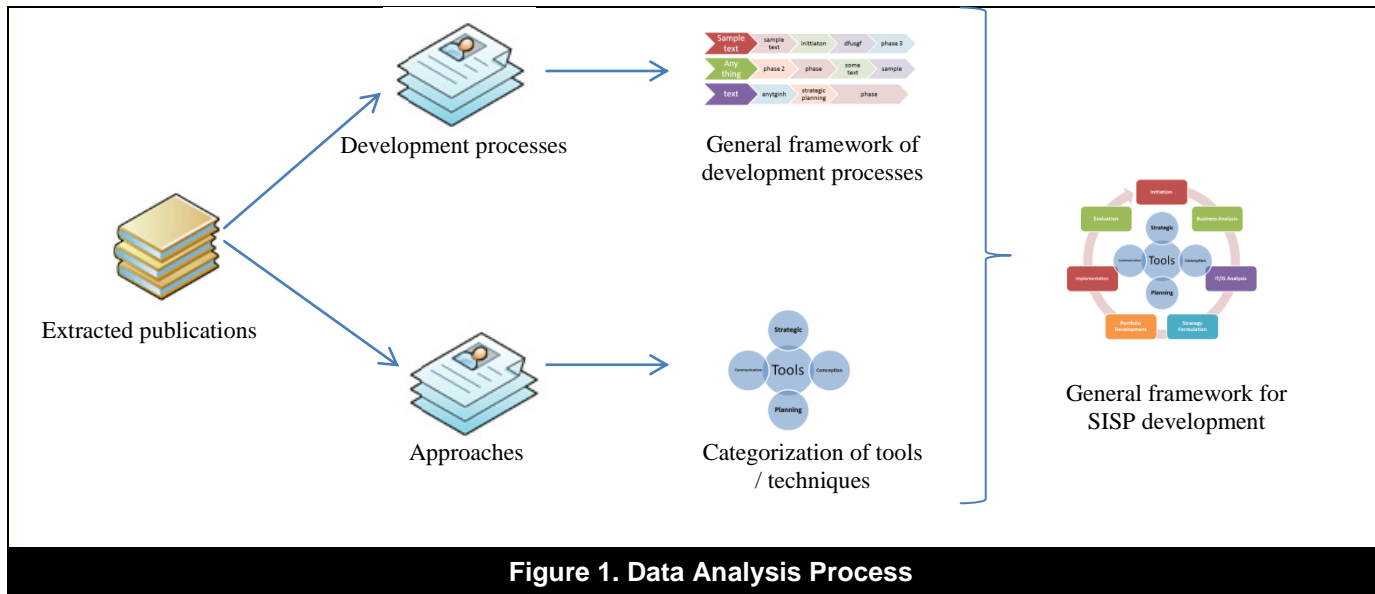 Sample text
sample text
inittiaton
dfusgf
phase 3
Any thing
phase 2
phase
some text
sample
text
anytginh
strategic planning
phase
Development processes
General framework of
development processes
Extracted publications
Approaches
Strategic
Communication
Tools
Conception
Planning
Categorization of tools
/ techniques
Initiation
Evaluation
Business Analysis
Strategic
Communication
Tools
Conception
Planning
Implementation
IT/IS Analysis
Portfolio
Development
Strategy
Formulation
General framework for
SISP development
Figure 1. Data Analysis Process